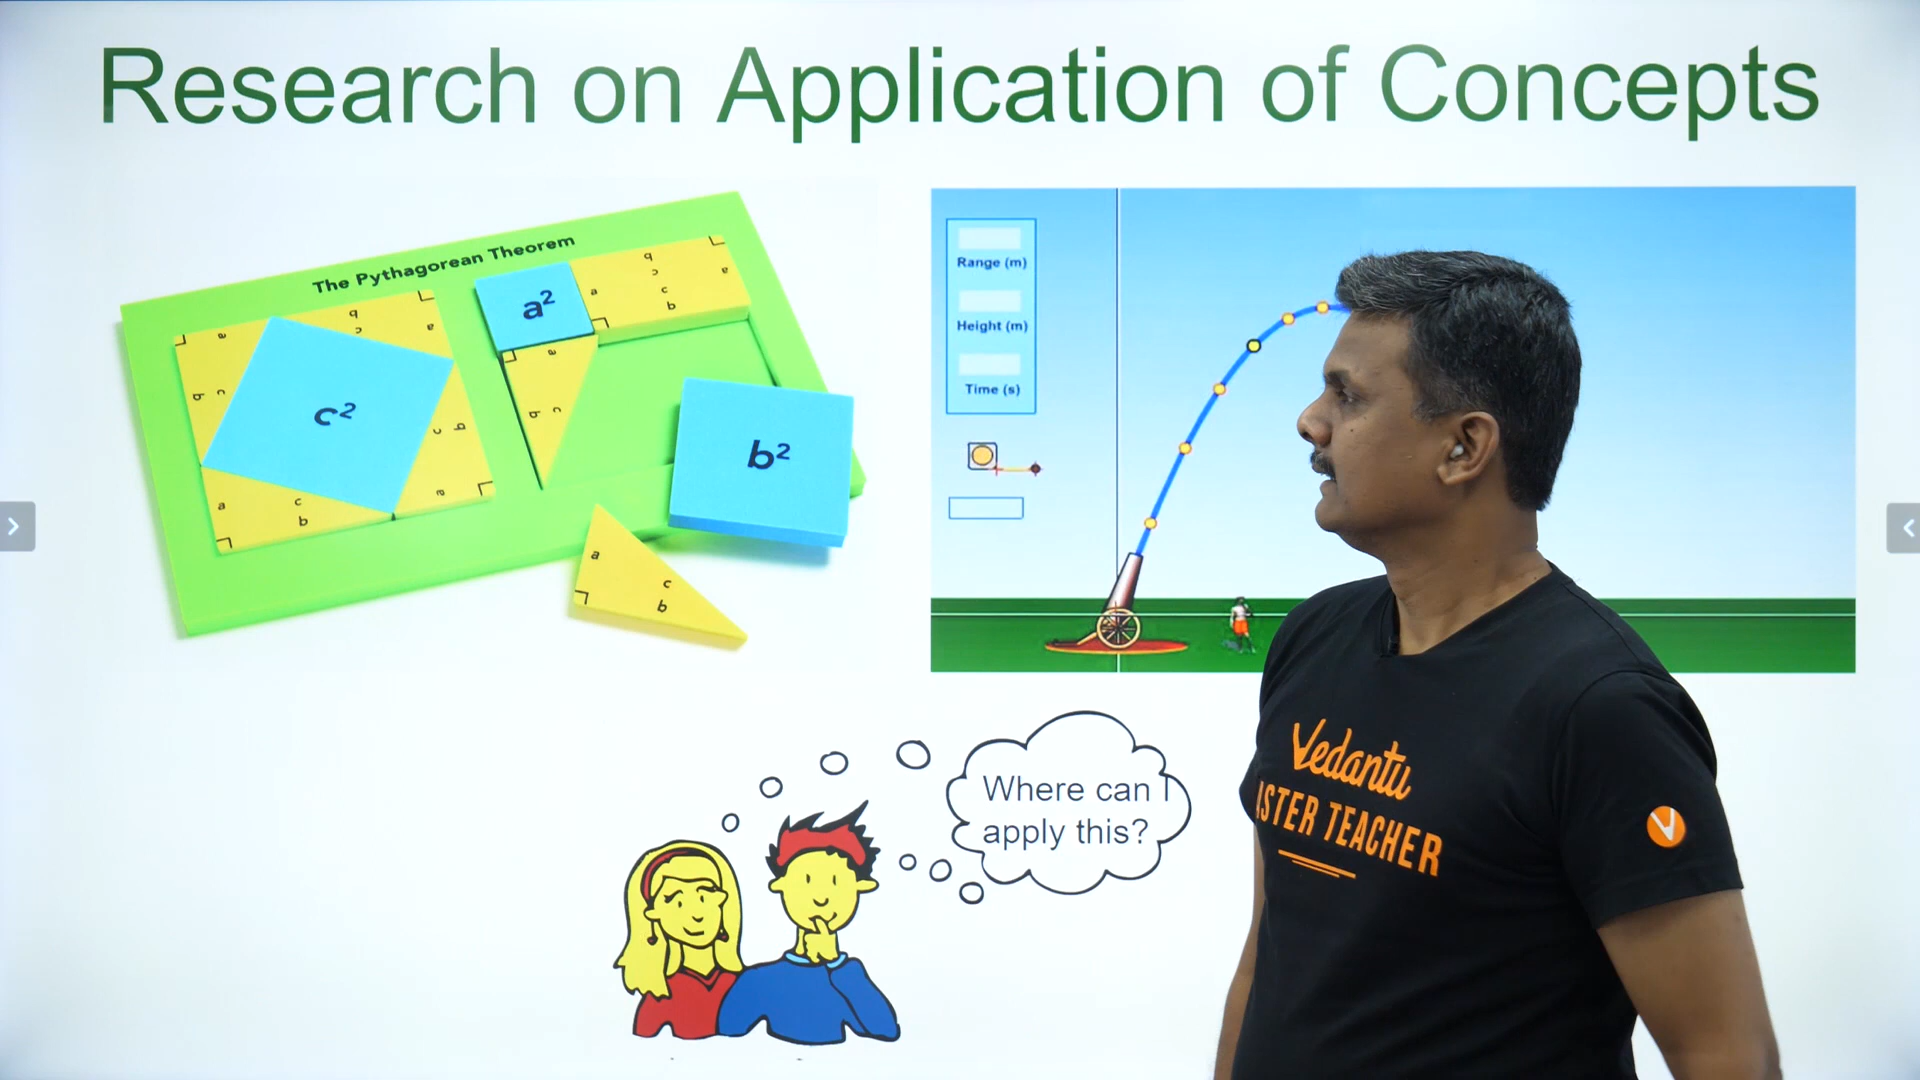 Research on Application of Concepts
The Pythagorean Theorem
a²
c²
b²
a
b
c
Range (m)
Height (m)
Time (s)
Where can I
apply this?
Vedantu
ASTER TEACHER